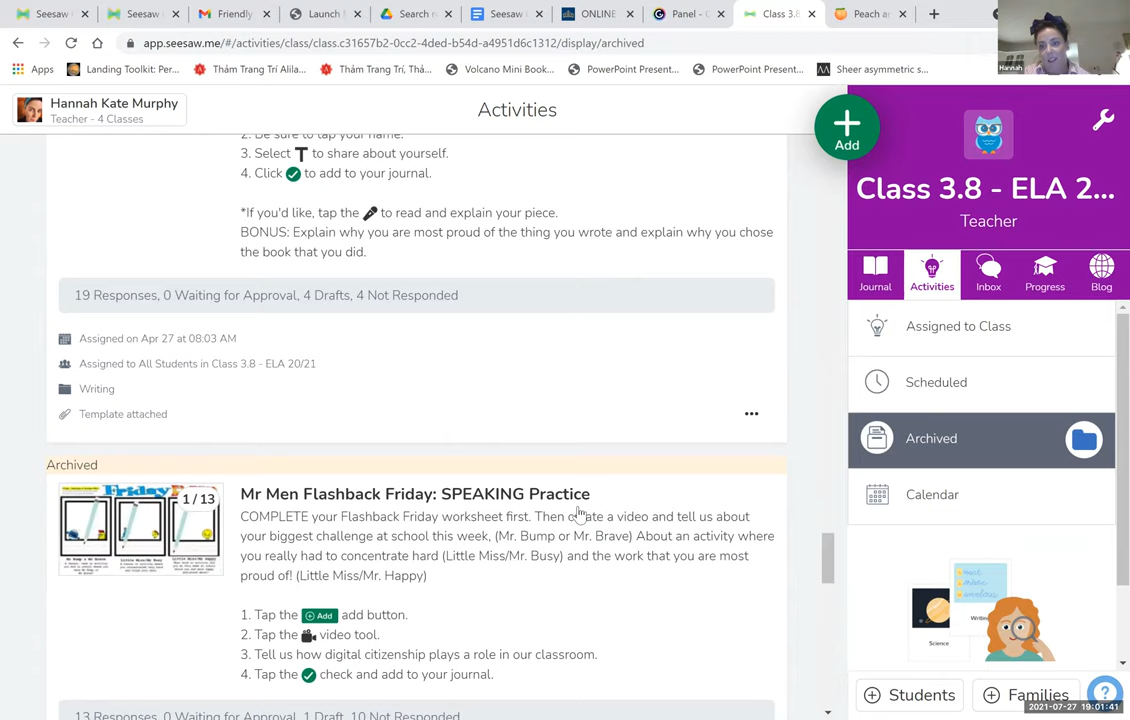 Seesaw
Seesaw
Gmail
Launch
Search r
Seesaw
ONLINE
Panel - G
Class 3.8
Peach a
app.seesaw.me/#/activities/class/class.c31657b2-0cc2-4ded-b54d-a4951d6c1312/display/archived
Apps
Landing Toolkit: Per...
Thảm Trang Trí Alila...
Thảm Trang Trí, Thả...
Volcano Mini Book...
PowerPoint Present...
PowerPoint Present...
Sheer asymmetric s...
Hannah
Hannah Kate Murphy
Teacher - 4 Classes
Activities
Add
Class 3.8 - ELA 20/2...
Teacher
Journal
Activities
Inbox
Progress
Blog
Assigned to Class
Scheduled
Archived
Calendar
Science
Students
Families
2021-07-27 19:01:41
2. Be sure to tap your name.
3. Select T to share about yourself.
4. Click to add to your journal.
*If you'd like, tap the to read and explain your piece.
BONUS: Explain why you are most proud of the thing you wrote and explain why you chose
the book that you did.
19 Responses, 0 Waiting for Approval, 4 Drafts, 4 Not Responded
Assigned on Apr 27 at 08:03 AM
Assigned to All Students in Class 3.8 - ELA 20/21
Writing
Template attached
Archived
1 / 13
Mr Men Flashback Friday: SPEAKING Practice
COMPLETE your Flashback Friday worksheet first. Then create a video and tell us about
your biggest challenge at school this week, (Mr. Bump or Mr. Brave) About an activity where
you really had to concentrate hard (Little Miss/Mr. Busy) and the work that you are most
proud of! (Little Miss/Mr. Happy)
1. Tap the Add add button.
2. Tap the video tool.
3. Tell us how digital citizenship plays a role in our classroom.
4. Tap the check and add to your journal.
13 Responses, 0 Waiting for Approval, 1 Draft, 10 Not Responded